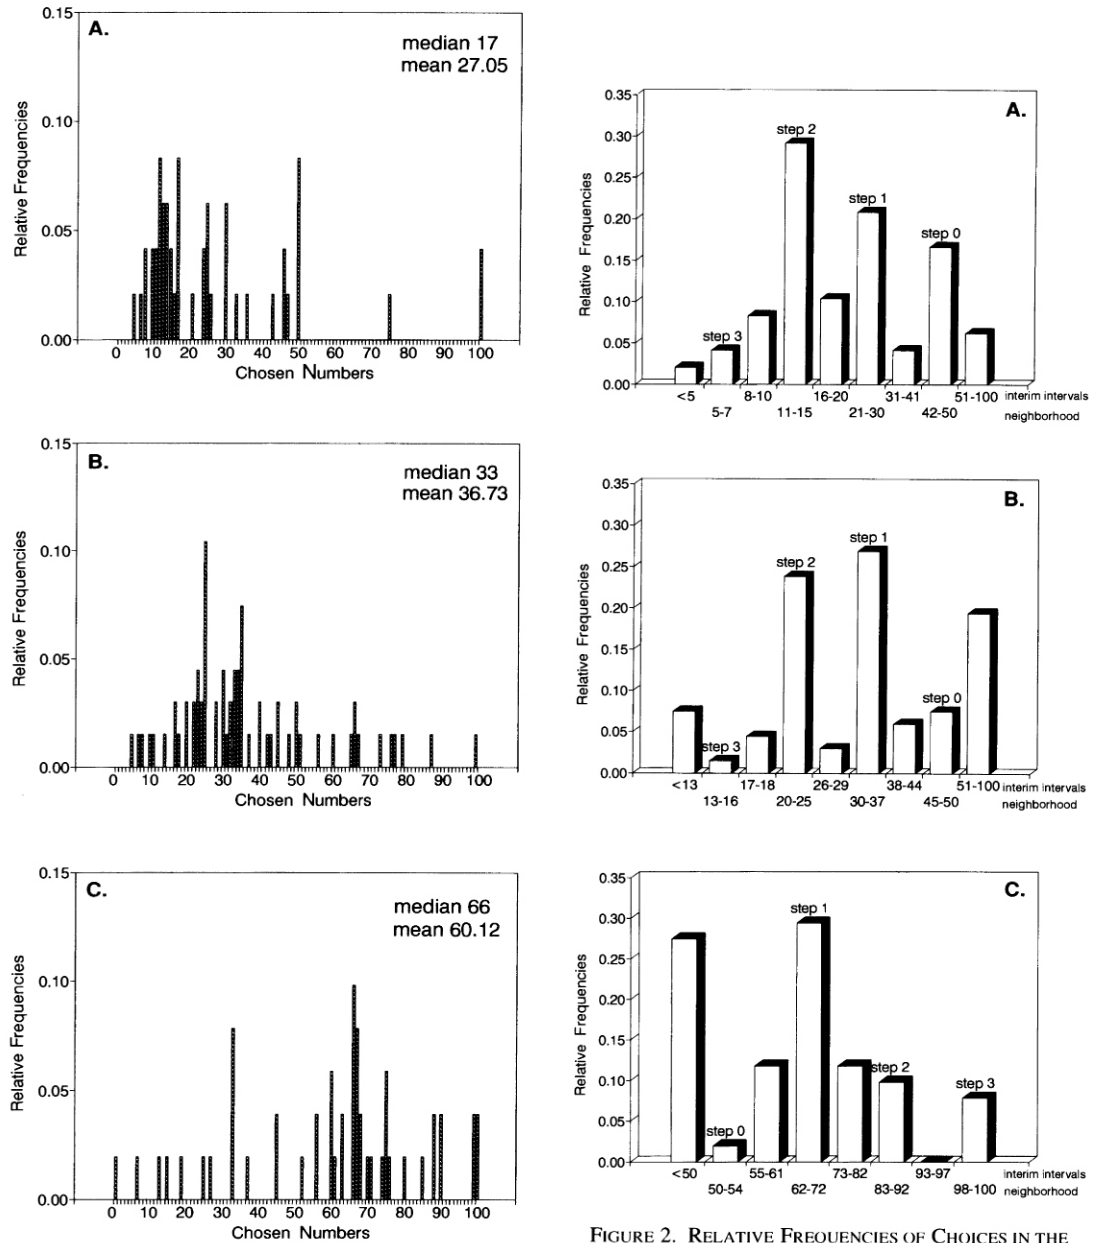 A.
median 17
mean 27.05
Relative Frequencies
0.15
0.10
0.05
0.00
0 10 20 30 40 50 60 70 80 90 100
Chosen Numbers
B.
median 33
mean 36.73
Relative Frequencies
0.15
0.10
0.05
0.00
0 10 20 30 40 50 60 70 80 90 100
Chosen Numbers
C.
median 66
mean 60.12
Relative Frequencies
0.15
0.10
0.05
0.00
0 10 20 30 40 50 60 70 80 90 100
Chosen Numbers
A.
Relative Frequencies
0.35
0.30
0.25
0.20
0.15
0.10
0.05
0.00
step 3
step 2
step 1
step 0
<5 8-10 16-20 31-41 51-100 interim intervals
5-7 11-15 21-30 42-50 neighborhood
B.
Relative Frequencies
0.35
0.30
0.25
0.20
0.15
0.10
0.05
0.00
step 3
step 2
step 1
step 0
<13 17-18 26-29 38-44 51-100 interim intervals
13-16 20-25 30-37 45-50 neighborhood
C.
Relative Frequencies
0.35
0.30
0.25
0.20
0.15
0.10
0.05
0.00
step 0
step 1
step 2
step 3
<50 55-61 73-82 93-97 interim intervals
50-54 62-72 83-92 98-100 neighborhood
FIGURE 2. RELATIVE FREQUENCIES OF CHOICES IN THE